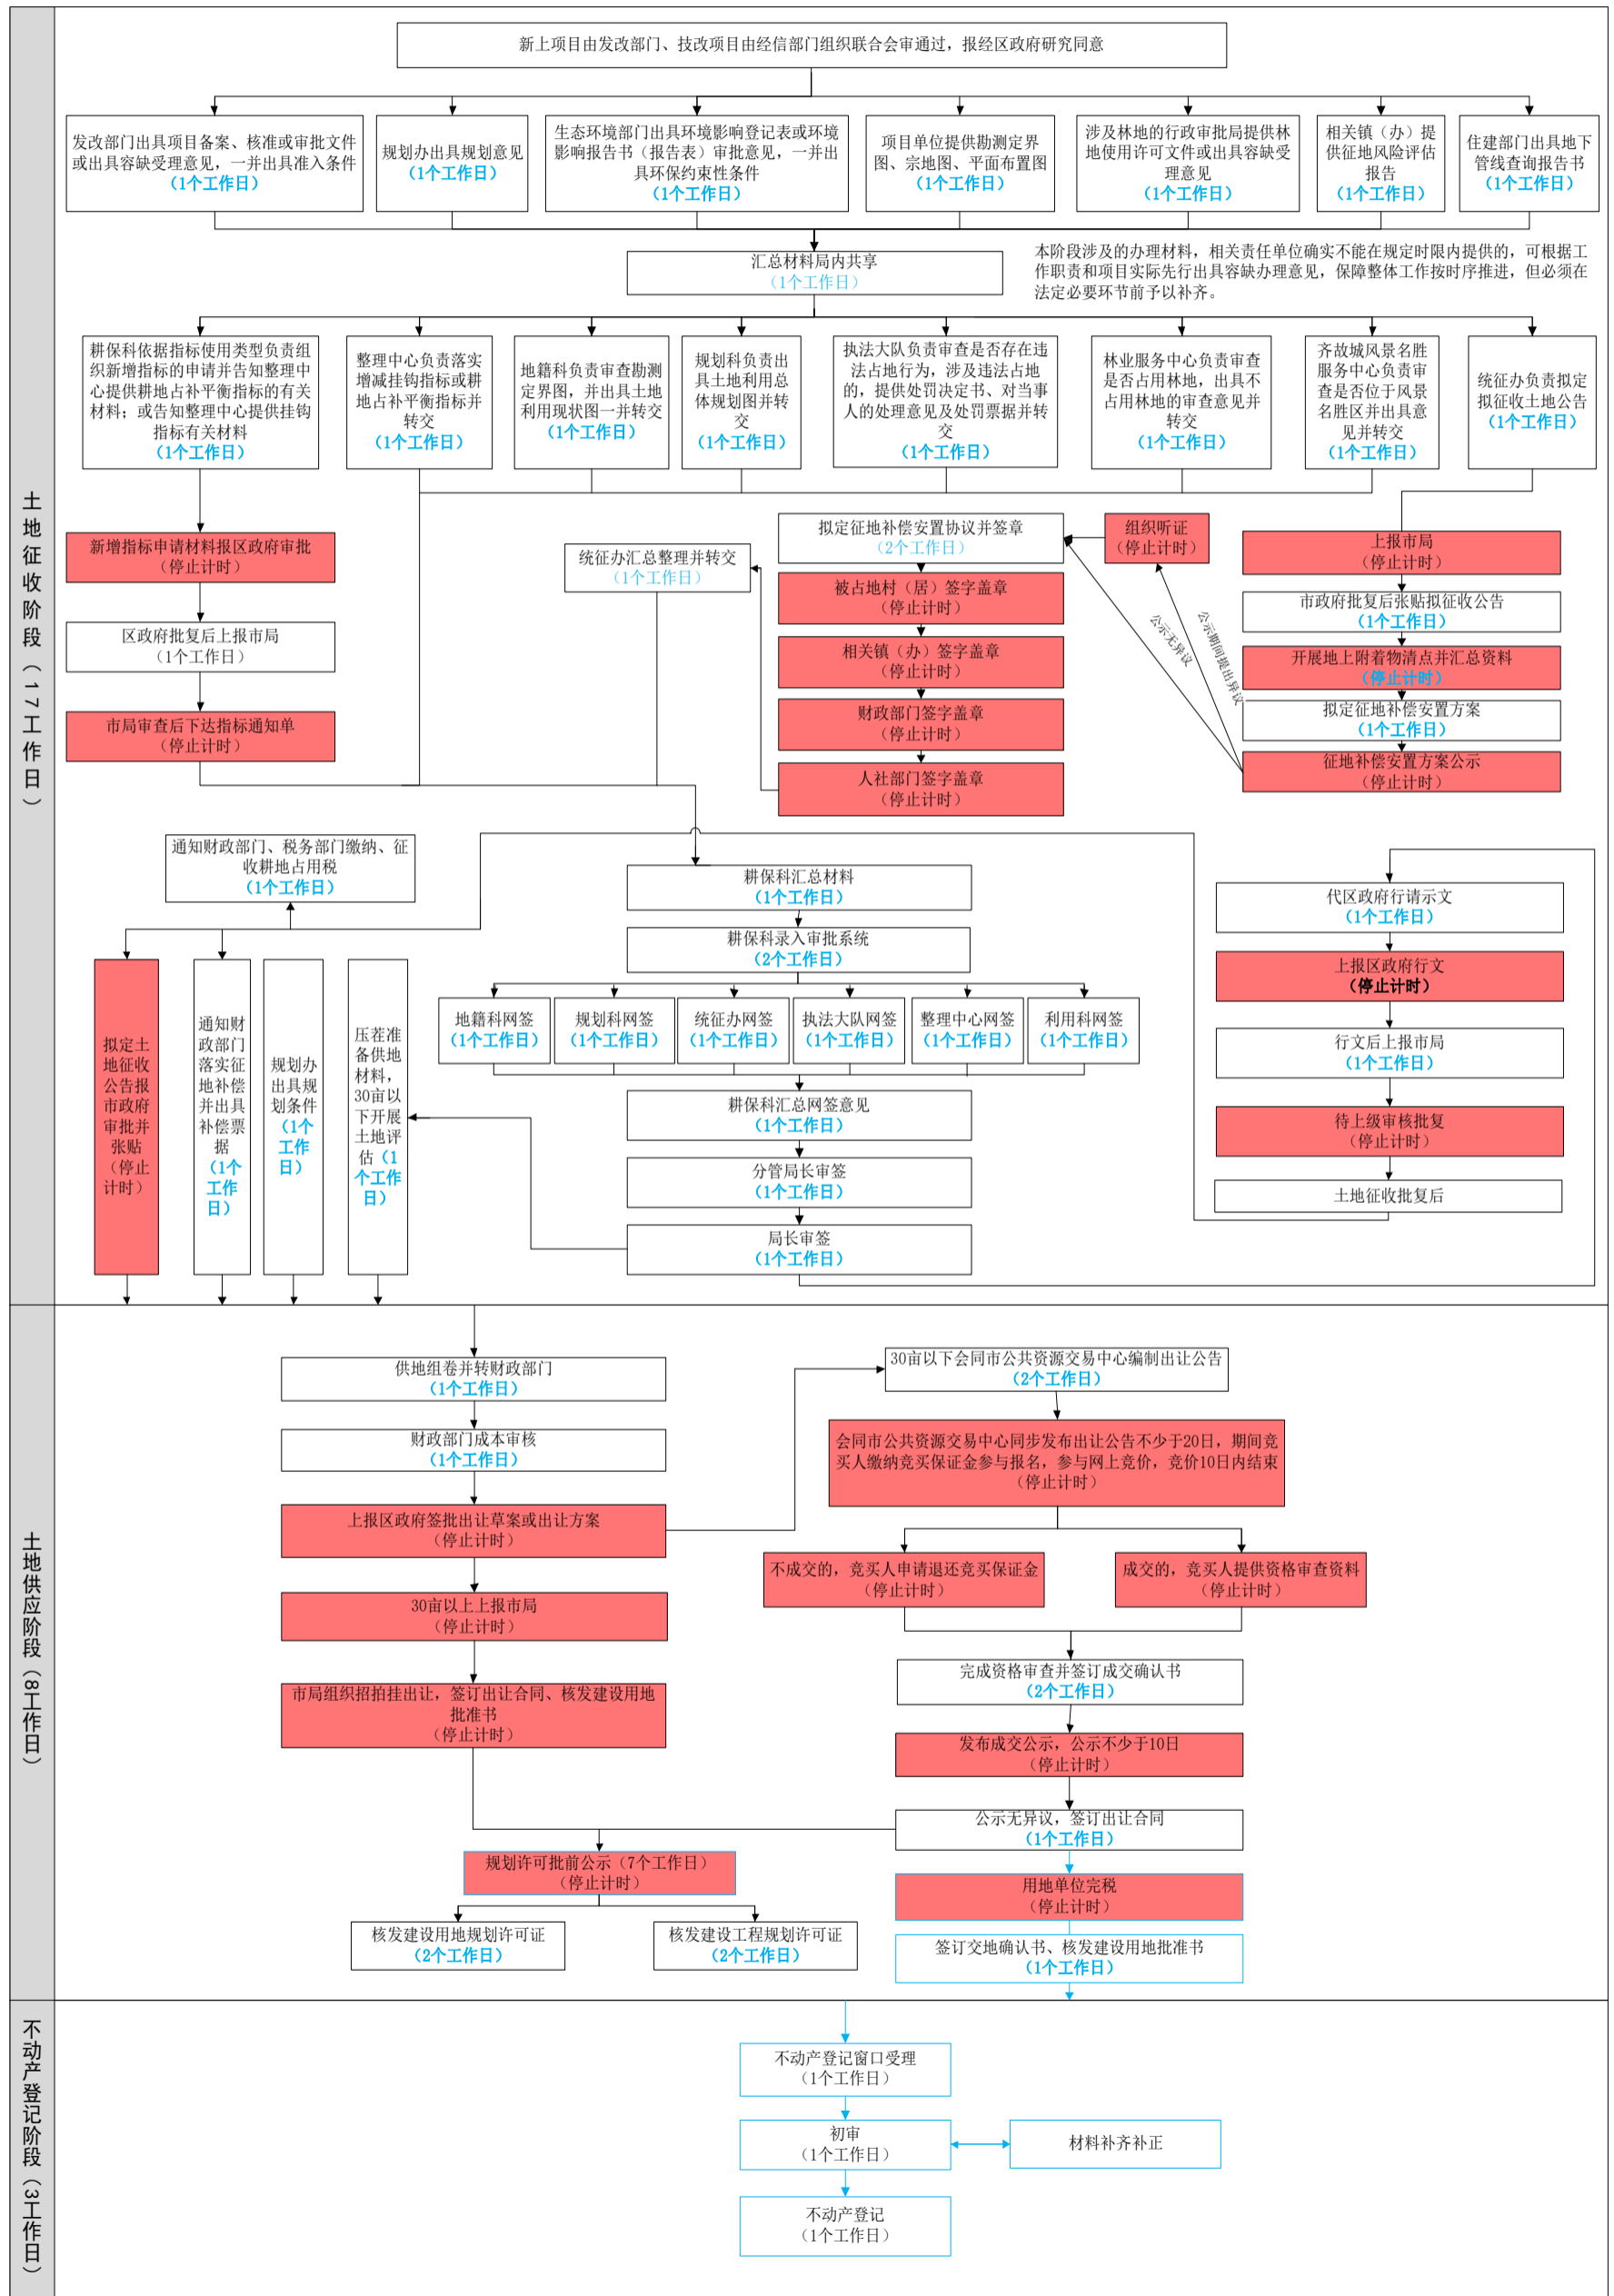 新上项目由发改部门、技改项目由经信部门组织联合会审通过，报经区政府研究同意
发改部门出具项目备案、核准或审批文件
或出具容缺受理意见，一并出具准入条件
（1个工作日）
规划办出具规划意见
（1个工作日）
生态环境部门出具环境影响登记表或环境
影响报告书（报告表）审批意见，一并出
具环保约束性条件
（1个工作日）
项目单位提供勘测定界
图、宗地图、平面布置图
（1个工作日）
涉及林地的行政审批局提供林
地使用许可文件或出具容缺受
理意见
（1个工作日）
相关镇（办）提
供征地风险评估
报告
（1个工作日）
住建部门出具地下
管线查询报告书
（1个工作日）
汇总材料局内共享
（1个工作日）
本阶段涉及的办理材料，相关责任单位确实不能在规定时限内提供的，可根据工
作职责和项目实际先行出具容缺办理意见，保障整体工作按时序推进，但必须在
法定必要环节前予以补齐。
耕保科依据指标使用类型负责组
织新增指标的申请并告知整理中
心提供耕地占补平衡指标的有关
材料；或告知整理中心提供挂钩
指标有关材料
（1个工作日）
整理中心负责落实
增减挂钩指标或耕
地占补平衡指标并
转交
（1个工作日）
地籍科负责审查勘测
定界图，并出具土地
利用现状图一并转交
（1个工作日）
规划科负责出
具土地利用总
体规划图并转
交
（1个工作日）
执法大队负责审查是否存在违
法占地行为，涉及违法占地
的，提供处罚决定书、对当事
人的处理意见及处罚票据并转
交
（1个工作日）
林业服务中心负责审查
是否占用林地，出具不
占用林地的审查意见并
转交
（1个工作日）
齐故城风景名胜
服务中心负责审
查是否位于风景
名胜区并出具意
见并转交
（1个工作日）
统征办负责拟定
拟征收土地公告
（1个工作日）
土地征收阶段（17工作日）
新增指标申请材料报区政府审批
（停止计时）
区政府批复后上报市局
（1个工作日）
市局审查后下达指标通知单
（停止计时）
统征办汇总整理并转交
（1个工作日）
拟定征地补偿安置协议并签章
（2个工作日）
被占地村（居）签字盖章
（停止计时）
相关镇（办）签字盖章
（停止计时）
财政部门签字盖章
（停止计时）
人社部门签字盖章
（停止计时）
组织听证
（停止计时）
公示无异议
公示期间提出异议
上报市局
（停止计时）
市政府批复后张贴拟征收公告
（1个工作日）
开展地上附着物清点并汇总资料
（停止计时）
拟定征地补偿安置方案
（1个工作日）
征地补偿安置方案公示
（停止计时）
通知财政部门、税务部门缴纳、征
收耕地占用税
（1个工作日）
拟定土
地征收
公告报
市政府
审批并
张贴
（停止
计时）
通知财
政部门
落实征
地补偿
并出具
补偿票
据
（1个
工作
日）
规划办
出具规
划条件
（1个
工作
日）
压茬准
备供地
材料，
30亩以
下开展
土地评
估（1
个工作
日）
耕保科汇总材料
（1个工作日）
耕保科录入审批系统
（2个工作日）
地籍科网签
（1个工作日）
规划科网签
（1个工作日）
统征办网签
（1个工作日）
执法大队网签
（1个工作日）
整理中心网签
（1个工作日）
利用科网签
（1个工作日）
耕保科汇总网签意见
（1个工作日）
分管局长审签
（1个工作日）
局长审签
（1个工作日）
代区政府行请示文
（1个工作日）
上报区政府行文
（停止计时）
行文后上报市局
（1个工作日）
待上级审核批复
（停止计时）
土地征收批复后
土地供应阶段（8工作日）
供地组卷并转财政部门
（1个工作日）
财政部门成本审核
（1个工作日）
上报区政府签批出让草案或出让方案
（停止计时）
30亩以上上报市局
（停止计时）
市局组织招拍挂出让，签订出让合同、核发建设用地
批准书
（停止计时）
30亩以下会同市公共资源交易中心编制出让公告
（2个工作日）
会同市公共资源交易中心同步发布出让公告不少于20日，期间竞
买人缴纳竞买保证金参与报名，参与网上竞价，竞价10日内结束
（停止计时）
不成交的，竞买人申请退还竞买保证金
（停止计时）
成交的，竞买人提供资格审查资料
（停止计时）
完成资格审查并签订成交确认书
（2个工作日）
发布成交公示，公示不少于10日
（停止计时）
公示无异议，签订出让合同
（1个工作日）
规划许可批前公示（7个工作日）
（停止计时）
核发建设用地规划许可证
（2个工作日）
核发建设工程规划许可证
（2个工作日）
用地单位完税
（停止计时）
签订交地确认书、核发建设用地批准书
（1个工作日）
不动产登记阶段（3工作日）
不动产登记窗口受理
（1个工作日）
初审
（1个工作日）
材料补齐补正
不动产登记
（1个工作日）